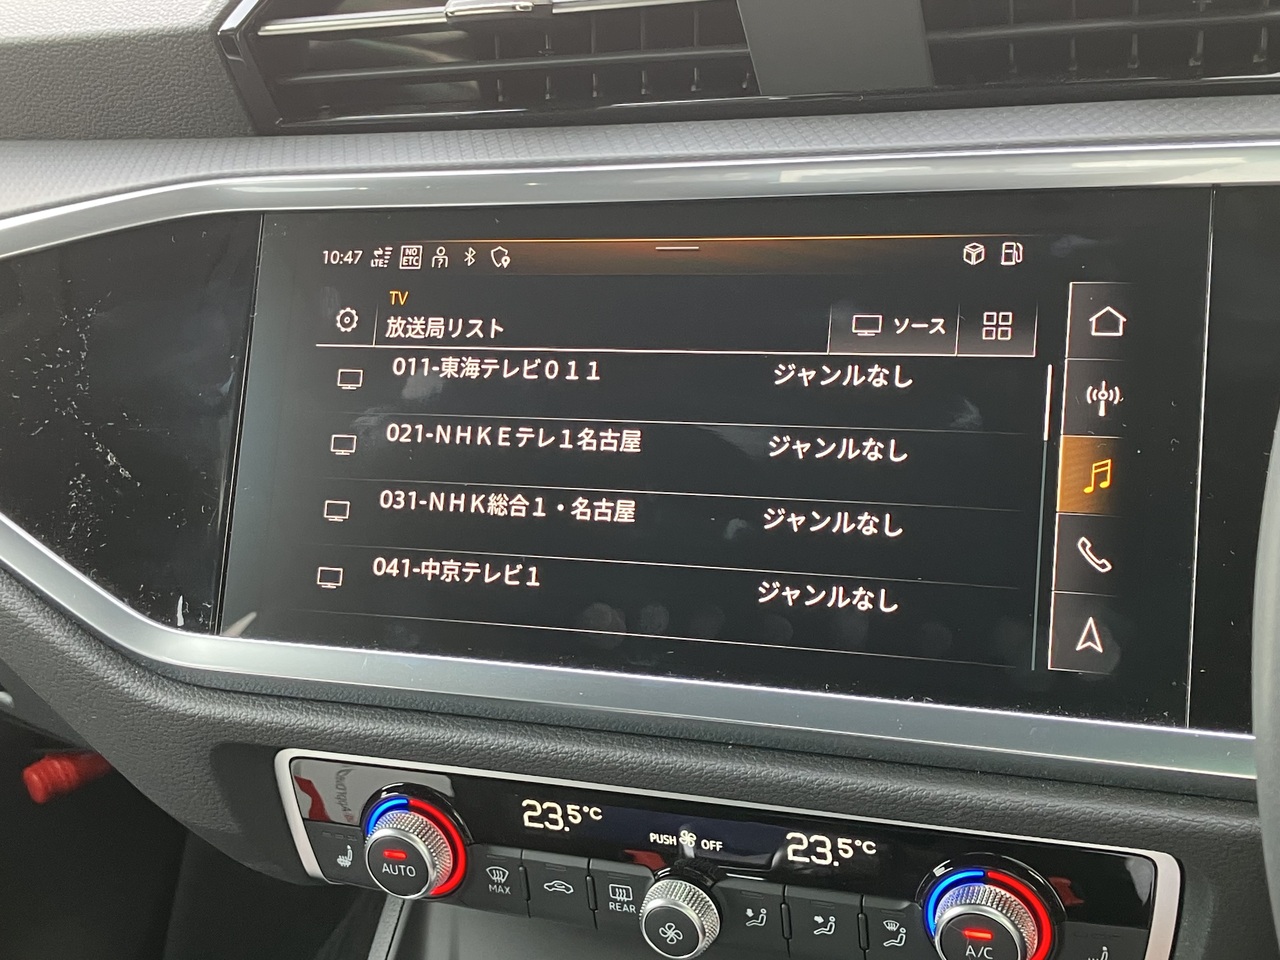 10:47 LTE NO ETC
TV
放送局リスト
ソース
011-東海テレビ０１１ ジャンルなし
021-ＮＨＫＥテレ１名古屋 ジャンルなし
031-ＮＨＫ総合１・名古屋 ジャンルなし
041-中京テレビ１ ジャンルなし
23.5°C PUSH OFF 23.5°C
AUTO MAX REAR A/C